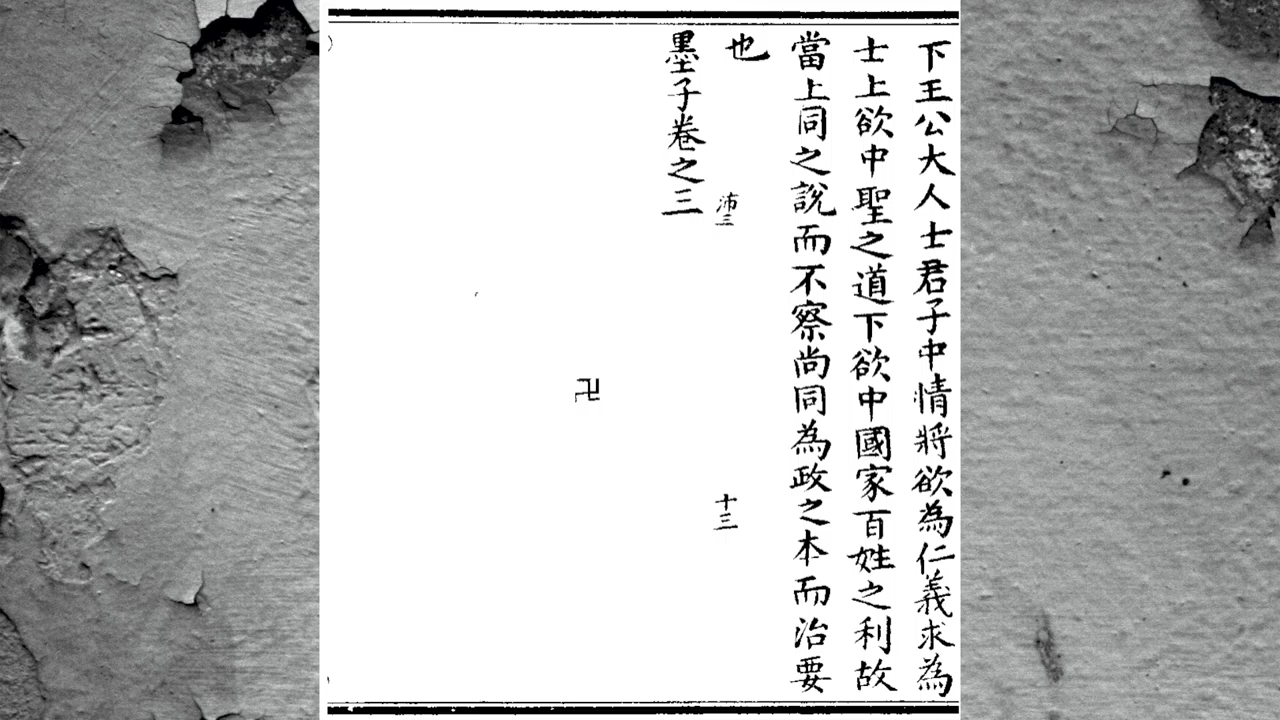 下王公大人士君子中情將欲為仁義求為
士上欲中聖之道下欲中國家百姓之利故
當上同之說而不察尚同為政之本而治要
也
沛三
十三
墨子卷之三
卍